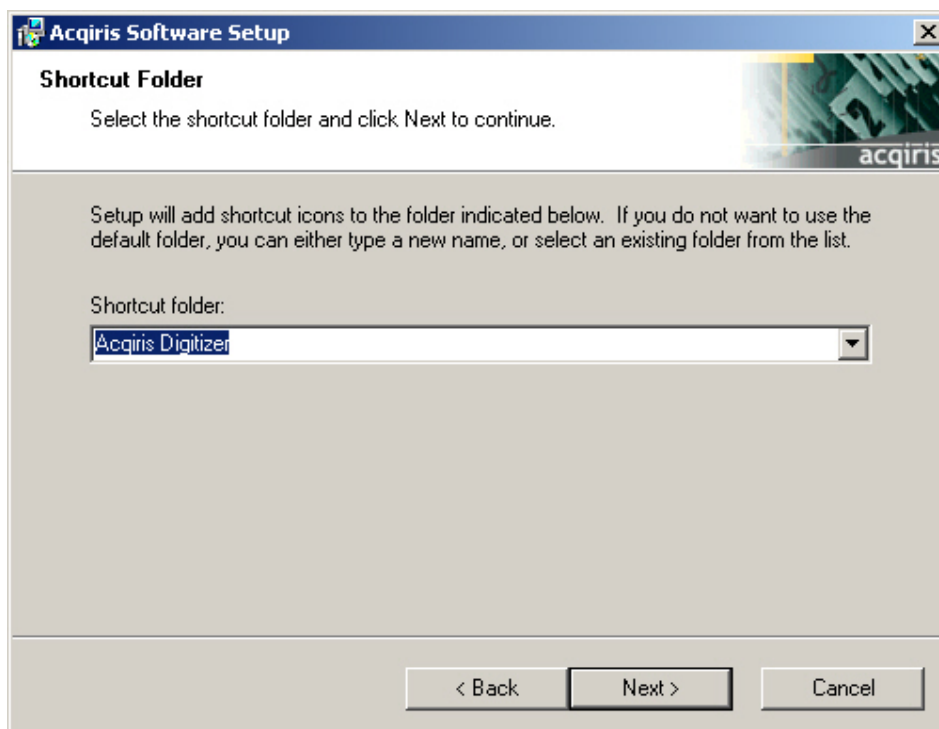 Acqiris Software Setup
Shortcut Folder
Select the shortcut folder and click Next to continue.
acqiris
Setup will add shortcut icons to the folder indicated below.  If you do not want to use the
default folder, you can either type a new name, or select an existing folder from the list.
Shortcut folder:
Acqiris Digitizer
< Back
Next >
Cancel